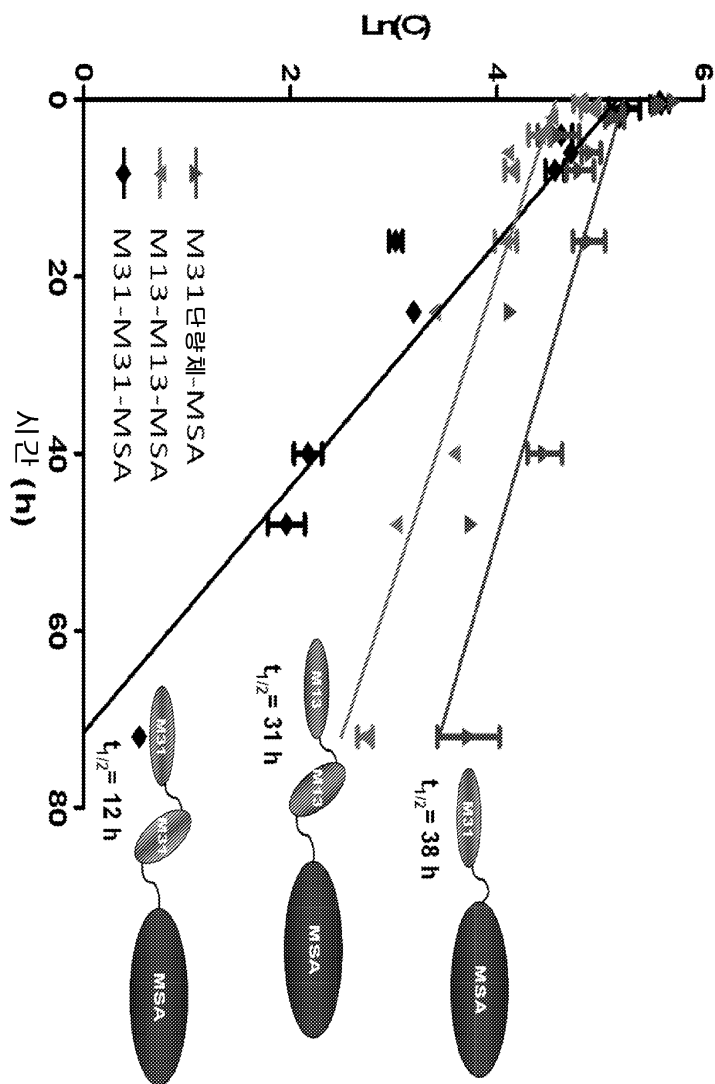 Ln(C)
6
4
2
0
0
20
40
60
80
시간 (h)
M31단량체-MSA
M13-M13-MSA
M31-M31-MSA
t1/2= 38 h
M31
MSA
t1/2= 31 h
M13
M13
MSA
t1/2= 12 h
M31
M31
MSA